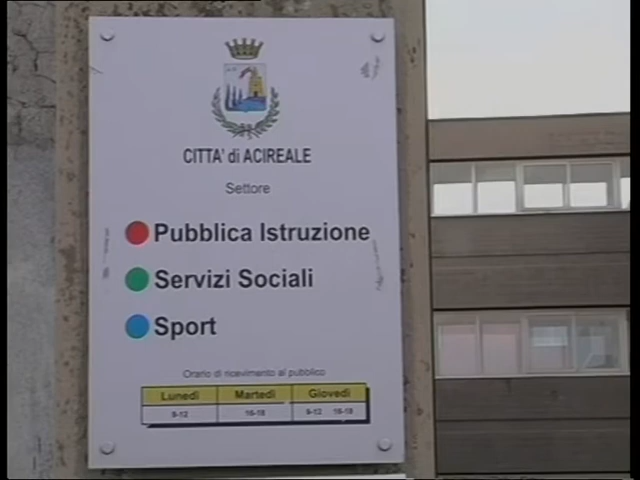 CITTA' di ACIREALE
Settore
Pubblica Istruzione
Servizi Sociali
Sport
Orario di ricevimento al pubblico
Lunedì Martedì Giovedì
9-12 16-18 9-12 16-18